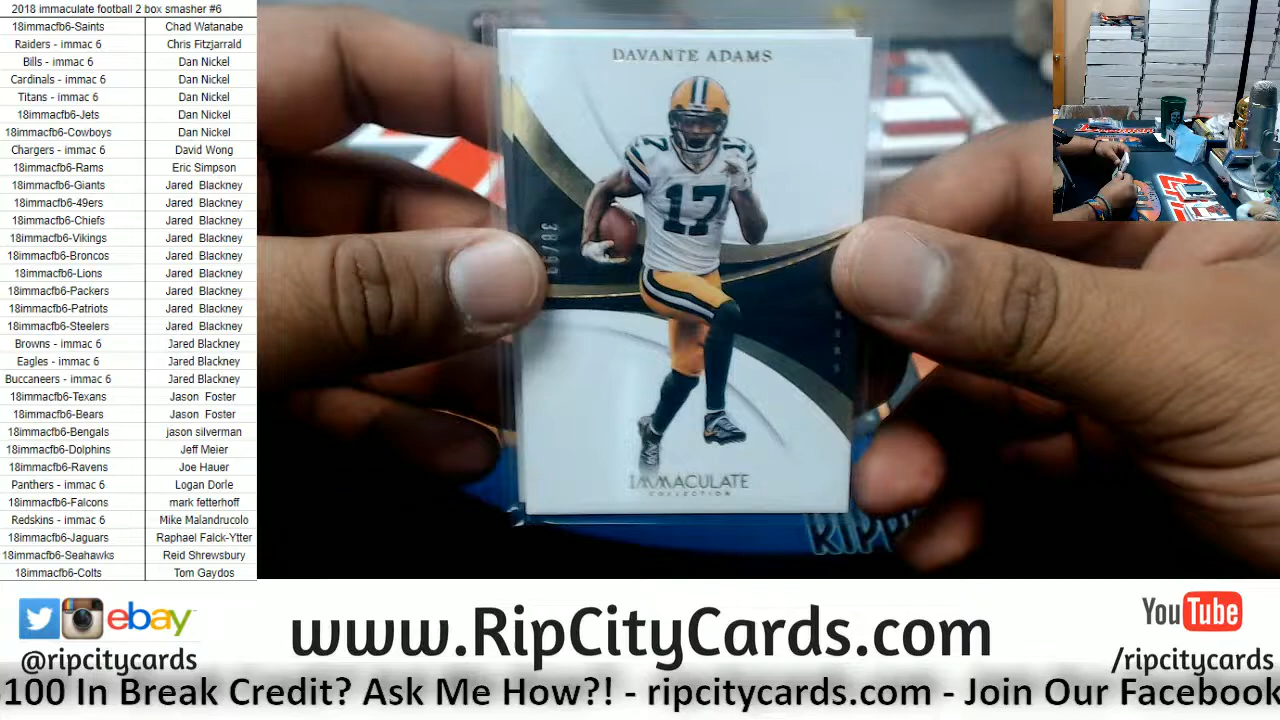 2018 immaculate football 2 box smasher #6
18immacfb6-Saints Chad Watanabe
Raiders - immac 6 Chris Fitzjarrald
Bills - immac 6 Dan Nickel
Cardinals - immac 6 Dan Nickel
Titans - immac 6 Dan Nickel
18immacfb6-Jets Dan Nickel
18immacfb6-Cowboys Dan Nickel
Chargers - immac 6 David Wong
18immacfb6-Rams Eric Simpson
18immacfb6-Giants Jared Blackney
18immacfb6-49ers Jared Blackney
18immacfb6-Chiefs Jared Blackney
18immacfb6-Vikings Jared Blackney
18immacfb6-Broncos Jared Blackney
18immacfb6-Lions Jared Blackney
18immacfb6-Packers Jared Blackney
18immacfb6-Patriots Jared Blackney
18immacfb6-Steelers Jared Blackney
Browns - immac 6 Jared Blackney
Eagles - immac 6 Jared Blackney
Buccaneers - immac 6 Jared Blackney
18immacfb6-Texans Jason Foster
18immacfb6-Bears Jason Foster
18immacfb6-Bengals jason silverman
18immacfb6-Dolphins Jeff Meier
18immacfb6-Ravens Joe Hauer
Panthers - immac 6 Logan Dorle
18immacfb6-Falcons mark fetterhoff
Redskins - immac 6 Mike Malandrucolo
18immacfb6-Jaguars Raphael Falck-Ytter
18immacfb6-Seahawks Reid Shrewsbury
18immacfb6-Colts Tom Gaydos
DAVANTE ADAMS
17
17
38/99
IMMACULATE
COLLECTION
RIPP
ebay
@ripcitycards
www.RipCityCards.com
YouTube
/ripcitycards
100 In Break Credit? Ask Me How?! - ripcitycards.com - Join Our Facebook